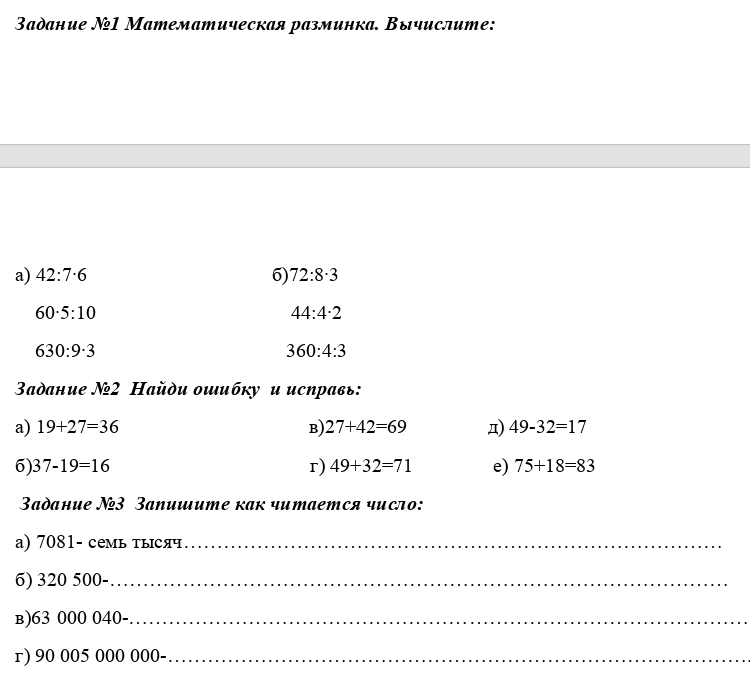 Задание №1 Математическая разминка. Вычислите:
а) 42:7∙6 б)72:8∙3
60∙5:10 44:4∙2
630:9∙3 360:4:3
Задание №2 Найди ошибку и исправь:
а) 19+27=36 в)27+42=69 д) 49-32=17
б)37-19=16 г) 49+32=71 е) 75+18=83
Задание №3 Запишите как читается число:
а) 7081- семь тысяч………………………………………………………………………
б) 320 500-…………………………………………………………………………………
в)63 000 040-…………………………………………………………………………………
г) 90 005 000 000-……………………………………………………………………………